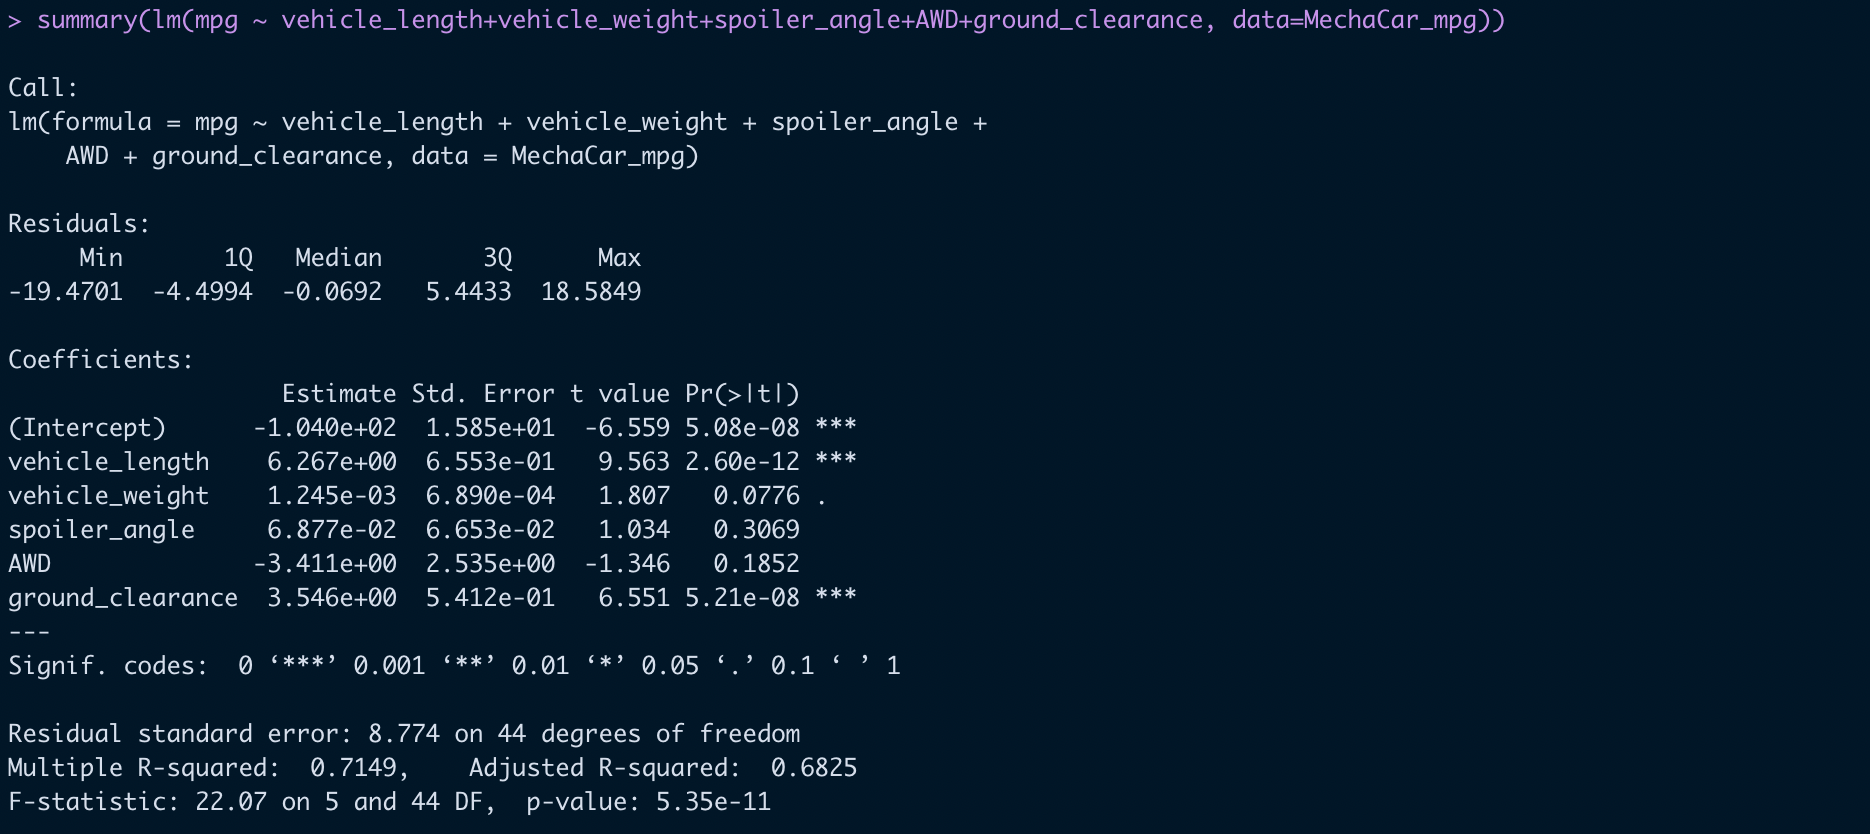 > summary(lm(mpg ~ vehicle_length+vehicle_weight+spoiler_angle+AWD+ground_clearance, data=MechaCar_mpg))

Call:
lm(formula = mpg ~ vehicle_length + vehicle_weight + spoiler_angle +
    AWD + ground_clearance, data = MechaCar_mpg)

Residuals:
     Min       1Q   Median       3Q      Max
-19.4701  -4.4994  -0.0692   5.4433  18.5849

Coefficients:
                   Estimate Std. Error t value Pr(>|t|)
(Intercept)      -1.040e+02  1.585e+01  -6.559 5.08e-08 ***
vehicle_length    6.267e+00  6.553e-01   9.563 2.60e-12 ***
vehicle_weight    1.245e-03  6.890e-04   1.807   0.0776 .
spoiler_angle     6.877e-02  6.653e-02   1.034   0.3069
AWD              -3.411e+00  2.535e+00  -1.346   0.1852
ground_clearance  3.546e+00  5.412e-01   6.551 5.21e-08 ***
---
Signif. codes:  0 ‘***’ 0.001 ‘**’ 0.01 ‘*’ 0.05 ‘.’ 0.1 ‘ ’ 1

Residual standard error: 8.774 on 44 degrees of freedom
Multiple R-squared:  0.7149,    Adjusted R-squared:  0.6825
F-statistic: 22.07 on 5 and 44 DF,  p-value: 5.35e-11